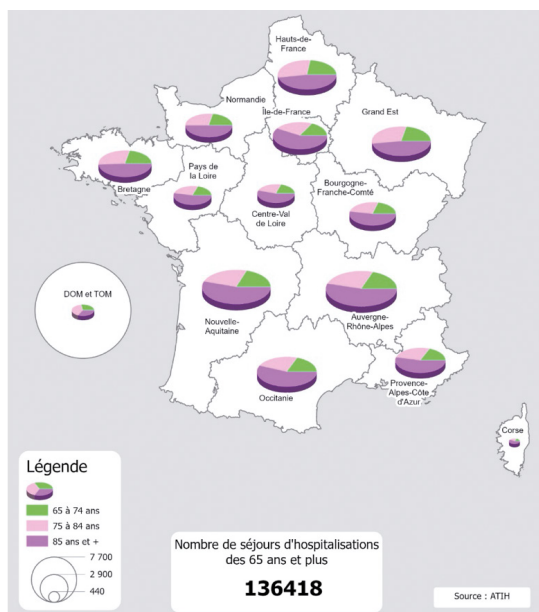 Hauts-de-
France
Normandie
Île-de-France
Grand Est
Bretagne
Pays de
la Loire
Centre-Val
de Loire
Bourgogne-
Franche-Comté
DOM et TOM
Nouvelle-
Aquitaine
Auvergne-
Rhône-Alpes
Occitanie
Provence-
Alpes-Côte
d'Azur
Corse
Légende
65 à 74 ans
75 à 84 ans
85 ans et +
7 700
2 900
440
Nombre de séjours d'hospitalisations
des 65 ans et plus
136418
Source : ATIH